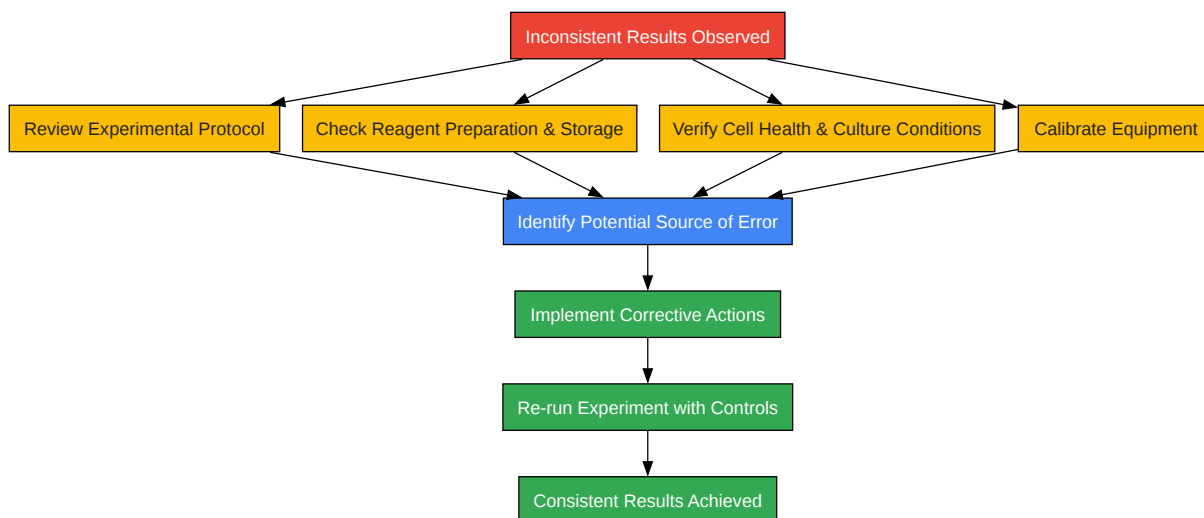 Inconsistent Results Observed
Review Experimental Protocol
Check Reagent Preparation & Storage
Verify Cell Health & Culture Conditions
Calibrate Equipment
Identify Potential Source of Error
Implement Corrective Actions
Re-run Experiment with Controls
Consistent Results Achieved